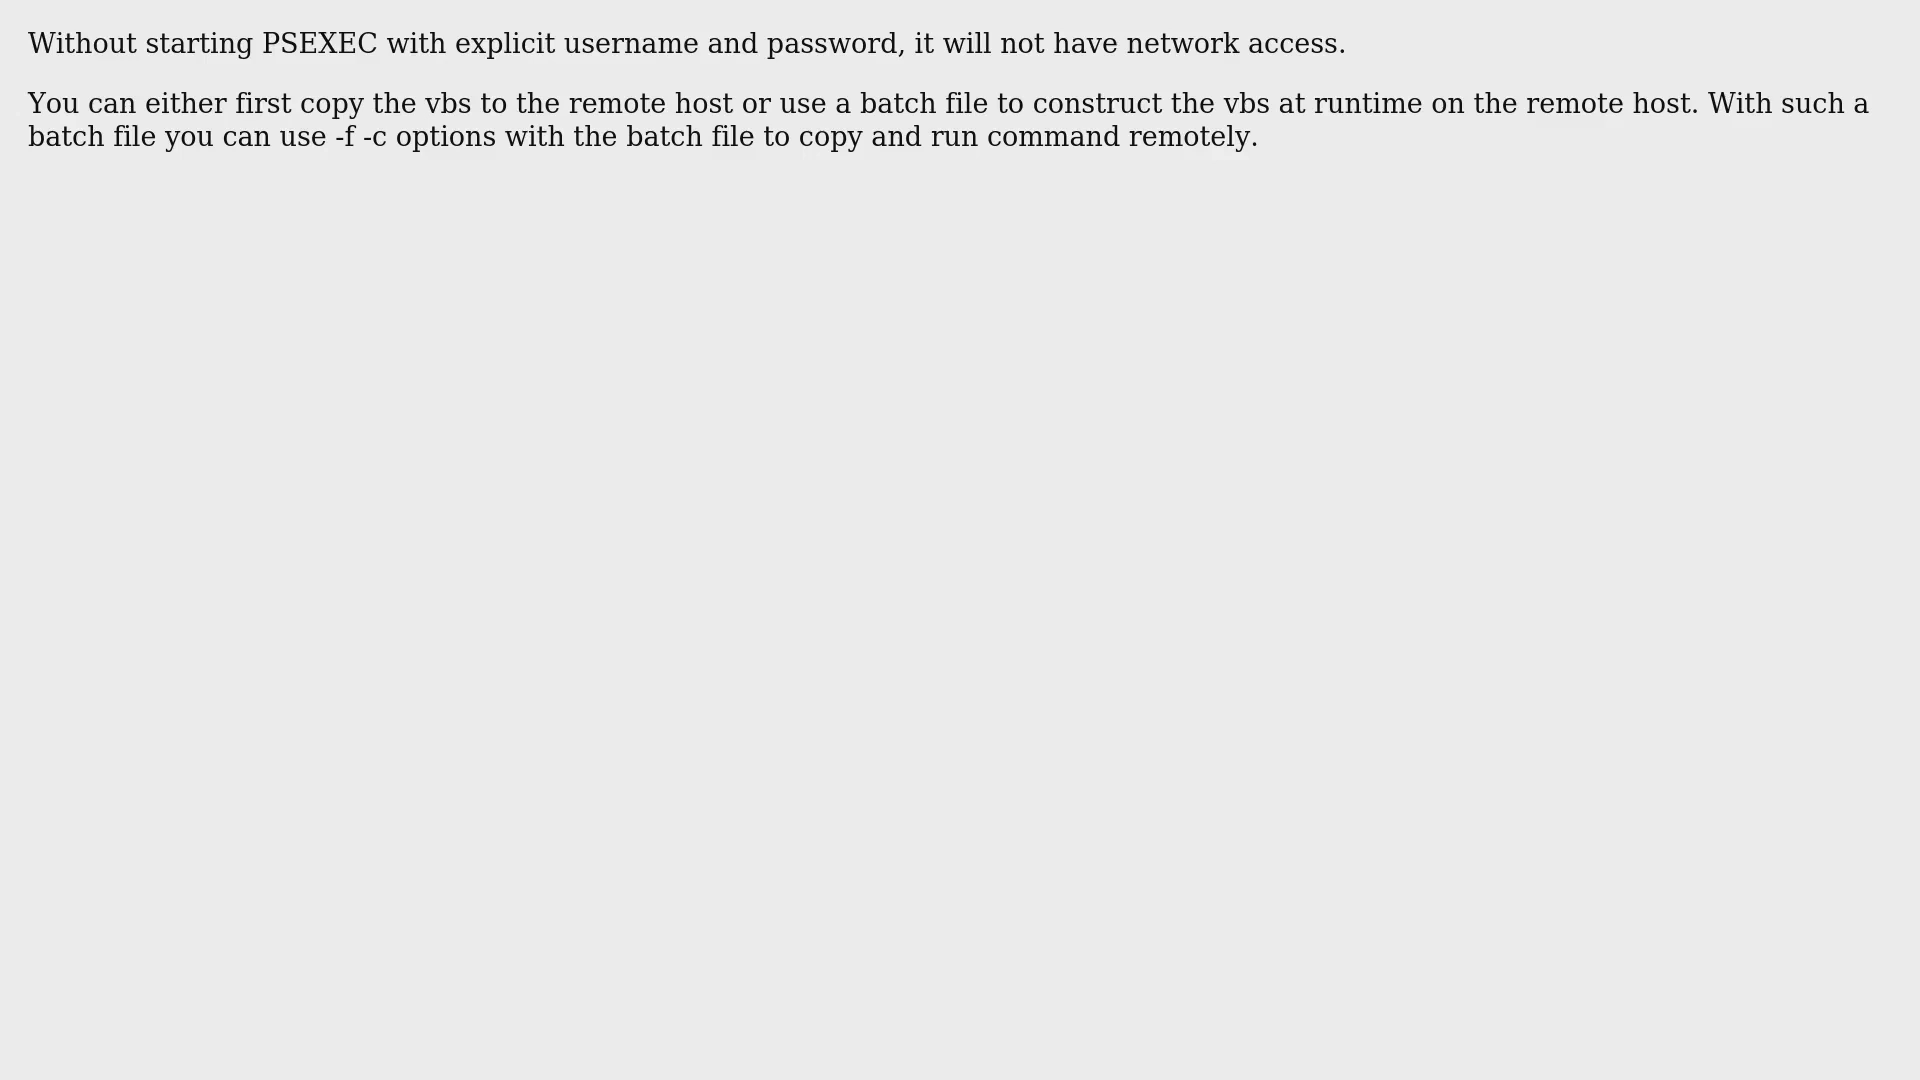 Without starting PSEXEC with explicit username and password, it will not have network access.
You can either first copy the vbs to the remote host or use a batch file to construct the vbs at runtime on the remote host. With such a
batch file you can use -f -c options with the batch file to copy and run command remotely.